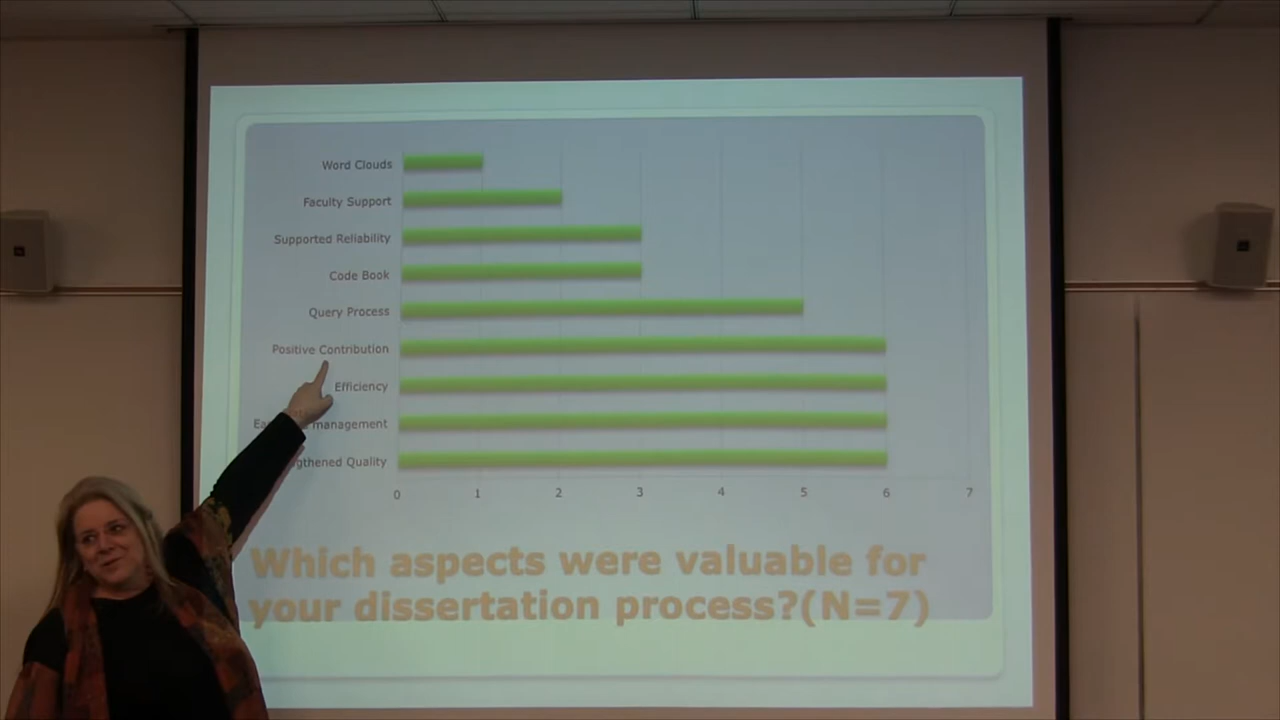 Word Clouds
Faculty Support
Supported Reliability
Code Book
Query Process
Positive Contribution
Efficiency
management
Quality
0 1 2 3 4 5 6 7
Which aspects were valuable for
your dissertation process?(N=7)